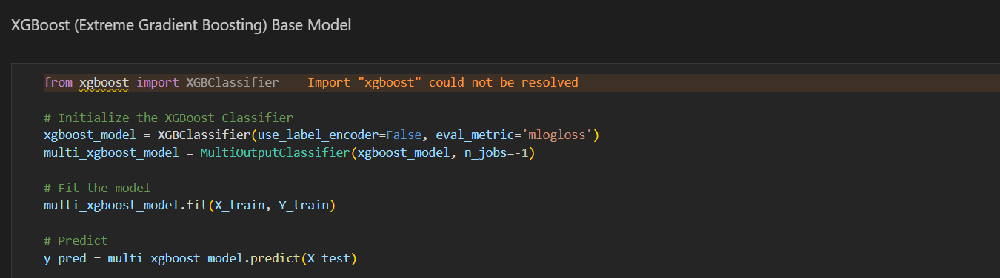 XGBoost (Extreme Gradient Boosting) Base Model
from xgboost import XGBClassifier    Import "xgboost" could not be resolved
# Initialize the XGBoost Classifier
xgboost_model = XGBClassifier(use_label_encoder=False, eval_metric='mlogloss')
multi_xgboost_model = MultiOutputClassifier(xgboost_model, n_jobs=-1)
# Fit the model
multi_xgboost_model.fit(X_train, Y_train)
# Predict
y_pred = multi_xgboost_model.predict(X_test)